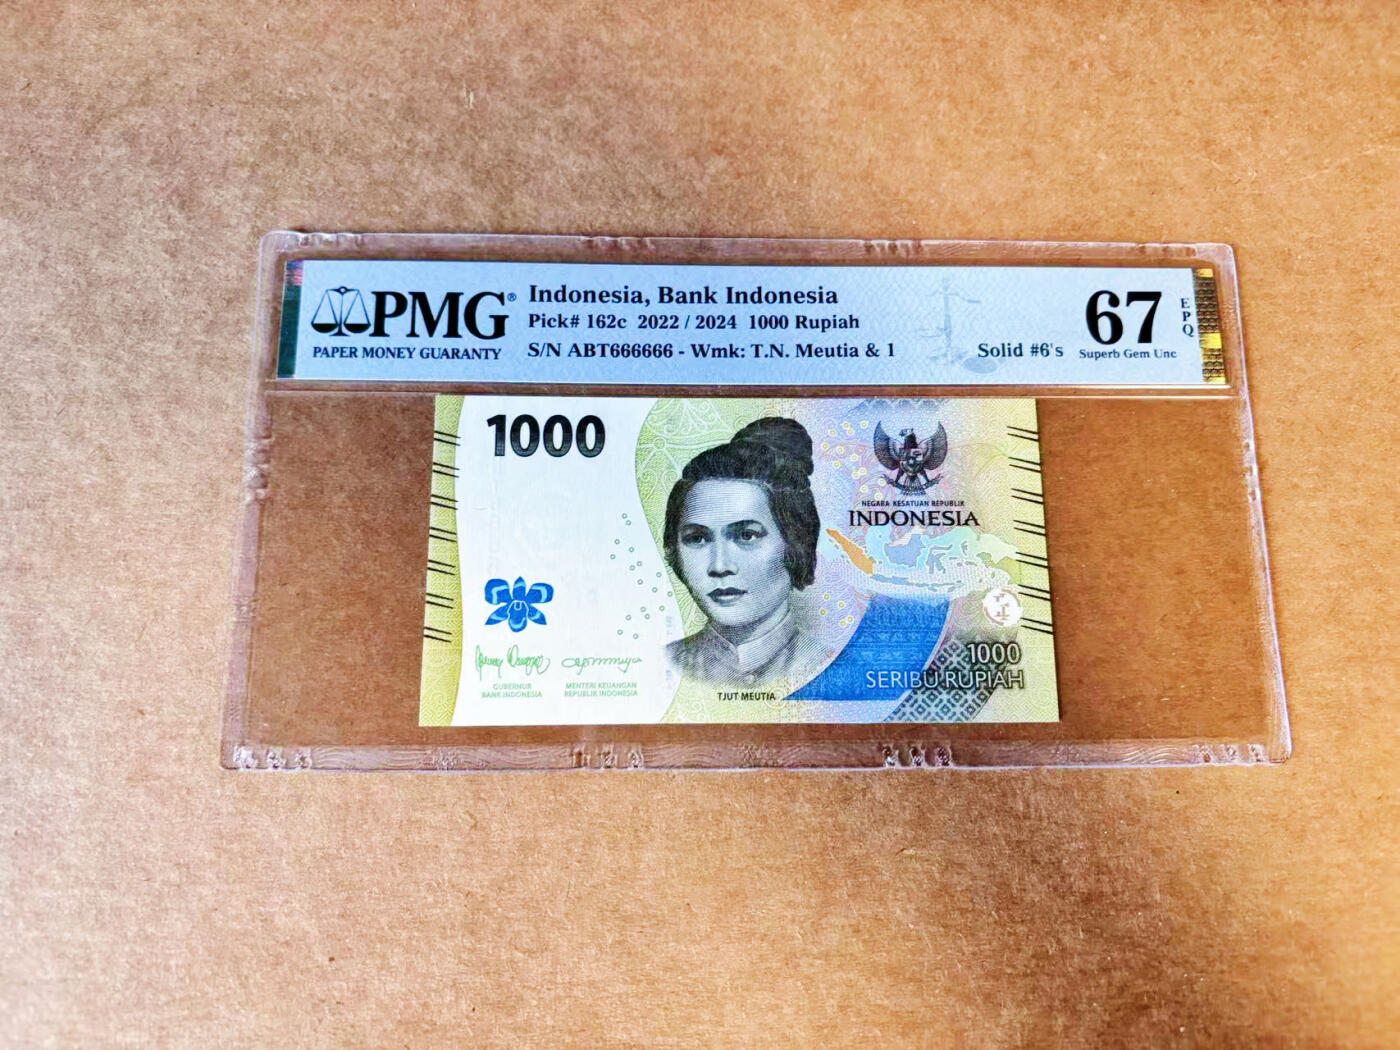 PMG®
PAPER MONEY GUARANTY
Indonesia, Bank Indonesia
Pick# 162c 2022 / 2024 1000 Rupiah
S/N ABT666666 - Wmk: T.N. Meutia & 1
Solid #6's
67
Superb Gem Unc
EPQ
1000
NEGARA KESATUAN REPUBLIK
INDONESIA
1000
SERIBU RUPIAH
GUBERNUR
BANK INDONESIA
MENTERI KEUANGAN
REPUBLIK INDONESIA
TJUT MEUTIA